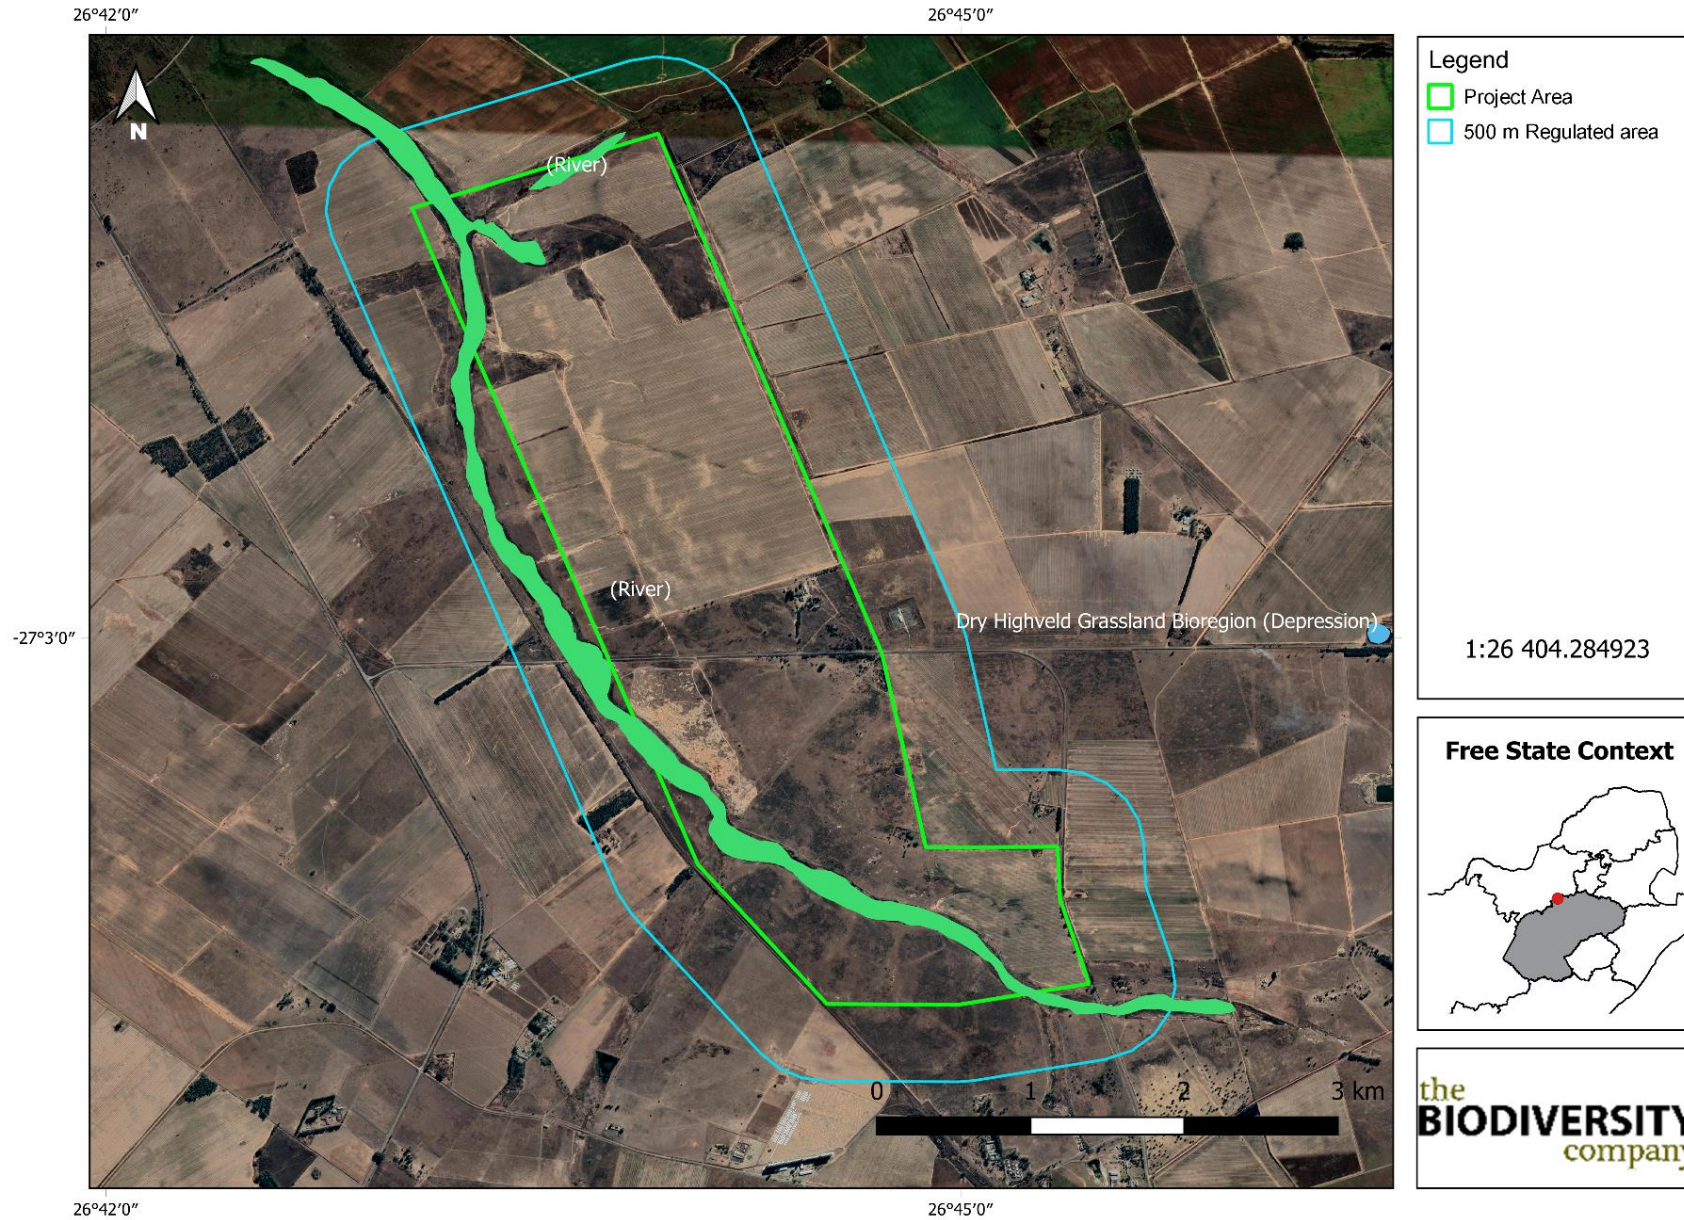 26°42′0″
26°45′0″
N
(River)
(River)
Dry Highveld Grassland Bioregion (Depression)
-27°3′0″
0 1 2 3 km
26°42′0″
26°45′0″
Legend
Project Area
500 m Regulated area
1:26 404.284923
Free State Context
the
BIODIVERSITY
company